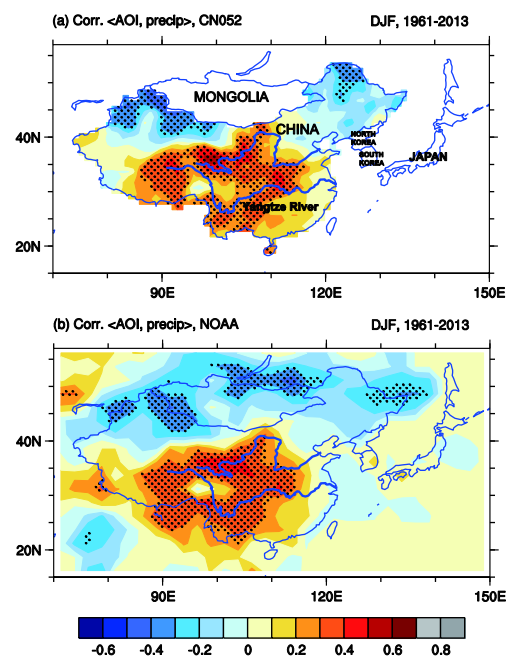 (a) Corr. <AOI, precip>, CN052 DJF, 1961-2013
MONGOLIA
CHINA
NORTH
KOREA
SOUTH
KOREA
JAPAN
Yangtze River
40N
20N
90E 120E 150E
(b) Corr. <AOI, precip>, NOAA DJF, 1961-2013
40N
20N
90E 120E 150E
-0.6 -0.4 -0.2 0 0.2 0.4 0.6 0.8